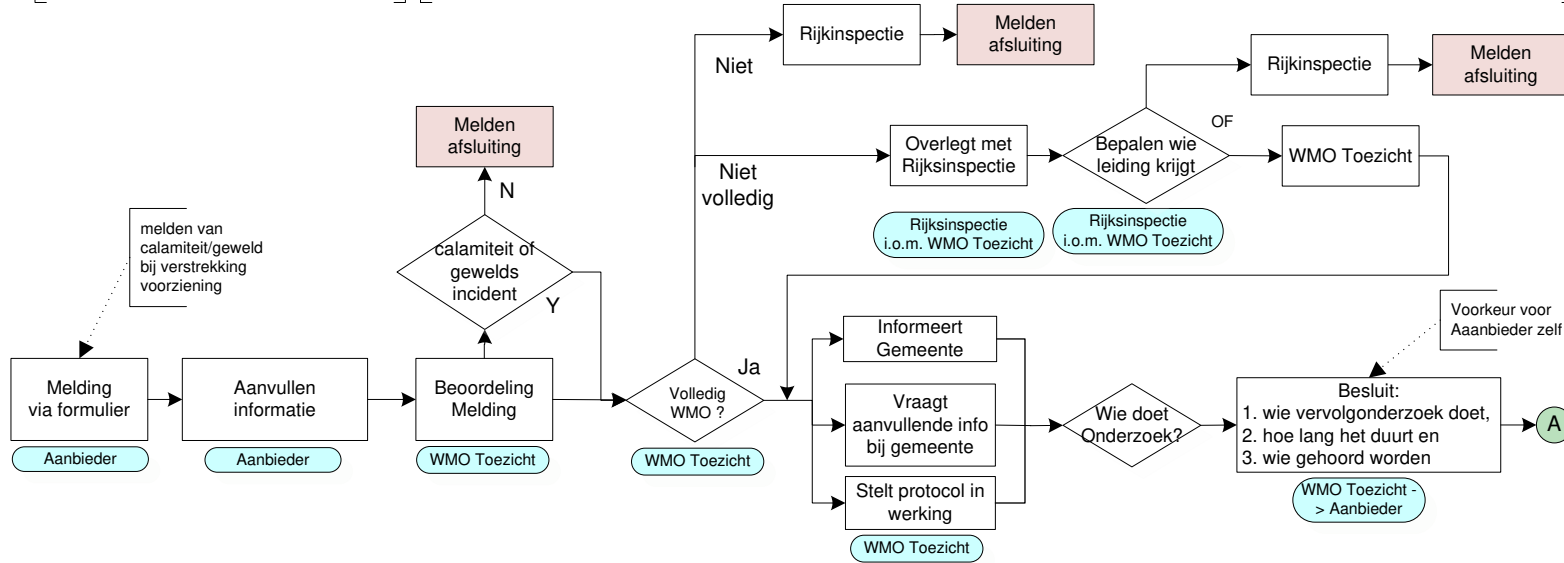 Rijkinspectie
Melden
afsluiting
Niet
Rijkinspectie
Melden
afsluiting
Melden
afsluiting
N
Niet
volledig
Overlegt met
Rijksinspectie
Bepalen wie
leiding krijgt
OF
WMO Toezicht
Rijksinspectie
i.o.m. WMO Toezicht
Rijksinspectie
i.o.m. WMO Toezicht
melden van
calamiteit/geweld
bij verstrekking
voorziening
calamiteit of
gewelds
incident
Y
Melding
via formulier
Aanbieder
Aanvullen
informatie
Aanbieder
Beoordeling
Melding
WMO Toezicht
Volledig
WMO ?
Ja
WMO Toezicht
Informeert
Gemeente
Vraagt
aanvullende info
bij gemeente
Stelt protocol in
werking
WMO Toezicht
Wie doet
Onderzoek?
Voorkeur voor
Aaanbieder zelf
Besluit:
1. wie vervolgonderzoek doet,
2. hoe lang het duurt en
3. wie gehoord worden
WMO Toezicht -
> Aanbieder
A